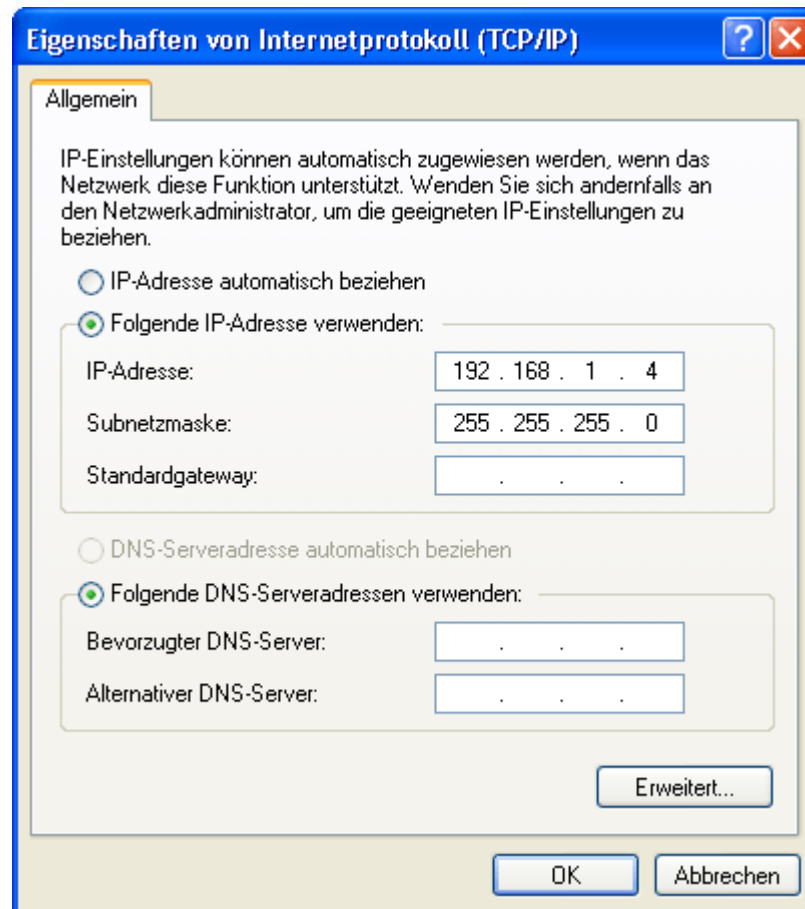 Eigenschaften von Internetprotokoll (TCP/IP)
Allgemein
IP-Einstellungen können automatisch zugewiesen werden, wenn das
Netzwerk diese Funktion unterstützt. Wenden Sie sich andernfalls an
den Netzwerkadministrator, um die geeigneten IP-Einstellungen zu
beziehen.
IP-Adresse automatisch beziehen
Folgende IP-Adresse verwenden:
IP-Adresse: 192 . 168 . 1 . 4
Subnetzmaske: 255 . 255 . 255 . 0
Standardgateway: . . .
DNS-Serveradresse automatisch beziehen
Folgende DNS-Serveradressen verwenden:
Bevorzugter DNS-Server: . . .
Alternativer DNS-Server: . . .
Erweitert...
OK Abbrechen